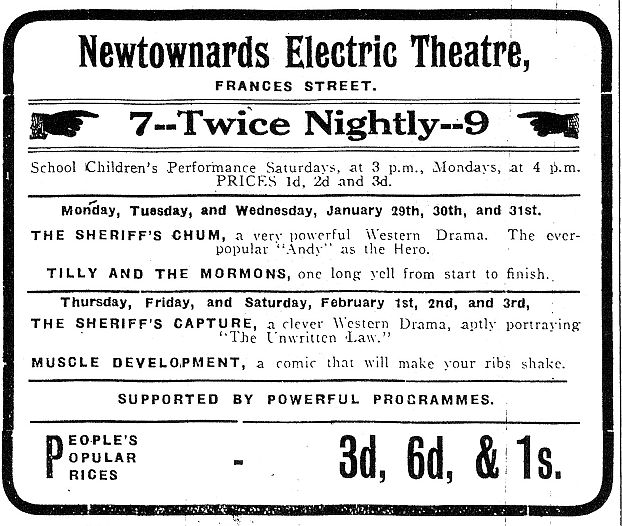 Newtownards Electric Theatre,
FRANCES STREET.
7--Twice Nightly--9
School Children's Performance Saturdays, at 3 p.m., Mondays, at 4 p.m.
PRICES 1d, 2d and 3d.
Monday, Tuesday, and Wednesday, January 29th, 30th, and 31st.
THE SHERIFF'S CHUM, a very powerful Western Drama. The ever-
popular "Andy" as the Hero.
TILLY AND THE MORMONS, one long yell from start to finish.
Thursday, Friday, and Saturday, February 1st, 2nd, and 3rd,
THE SHERIFF'S CAPTURE, a clever Western Drama, aptly portraying
"The Unwritten Law."
MUSCLE DEVELOPMENT, a comic that will make your ribs shake.
SUPPORTED BY POWERFUL PROGRAMMES.
PEOPLE'S
POPULAR
PRICES - 3d, 6d, & 1s.